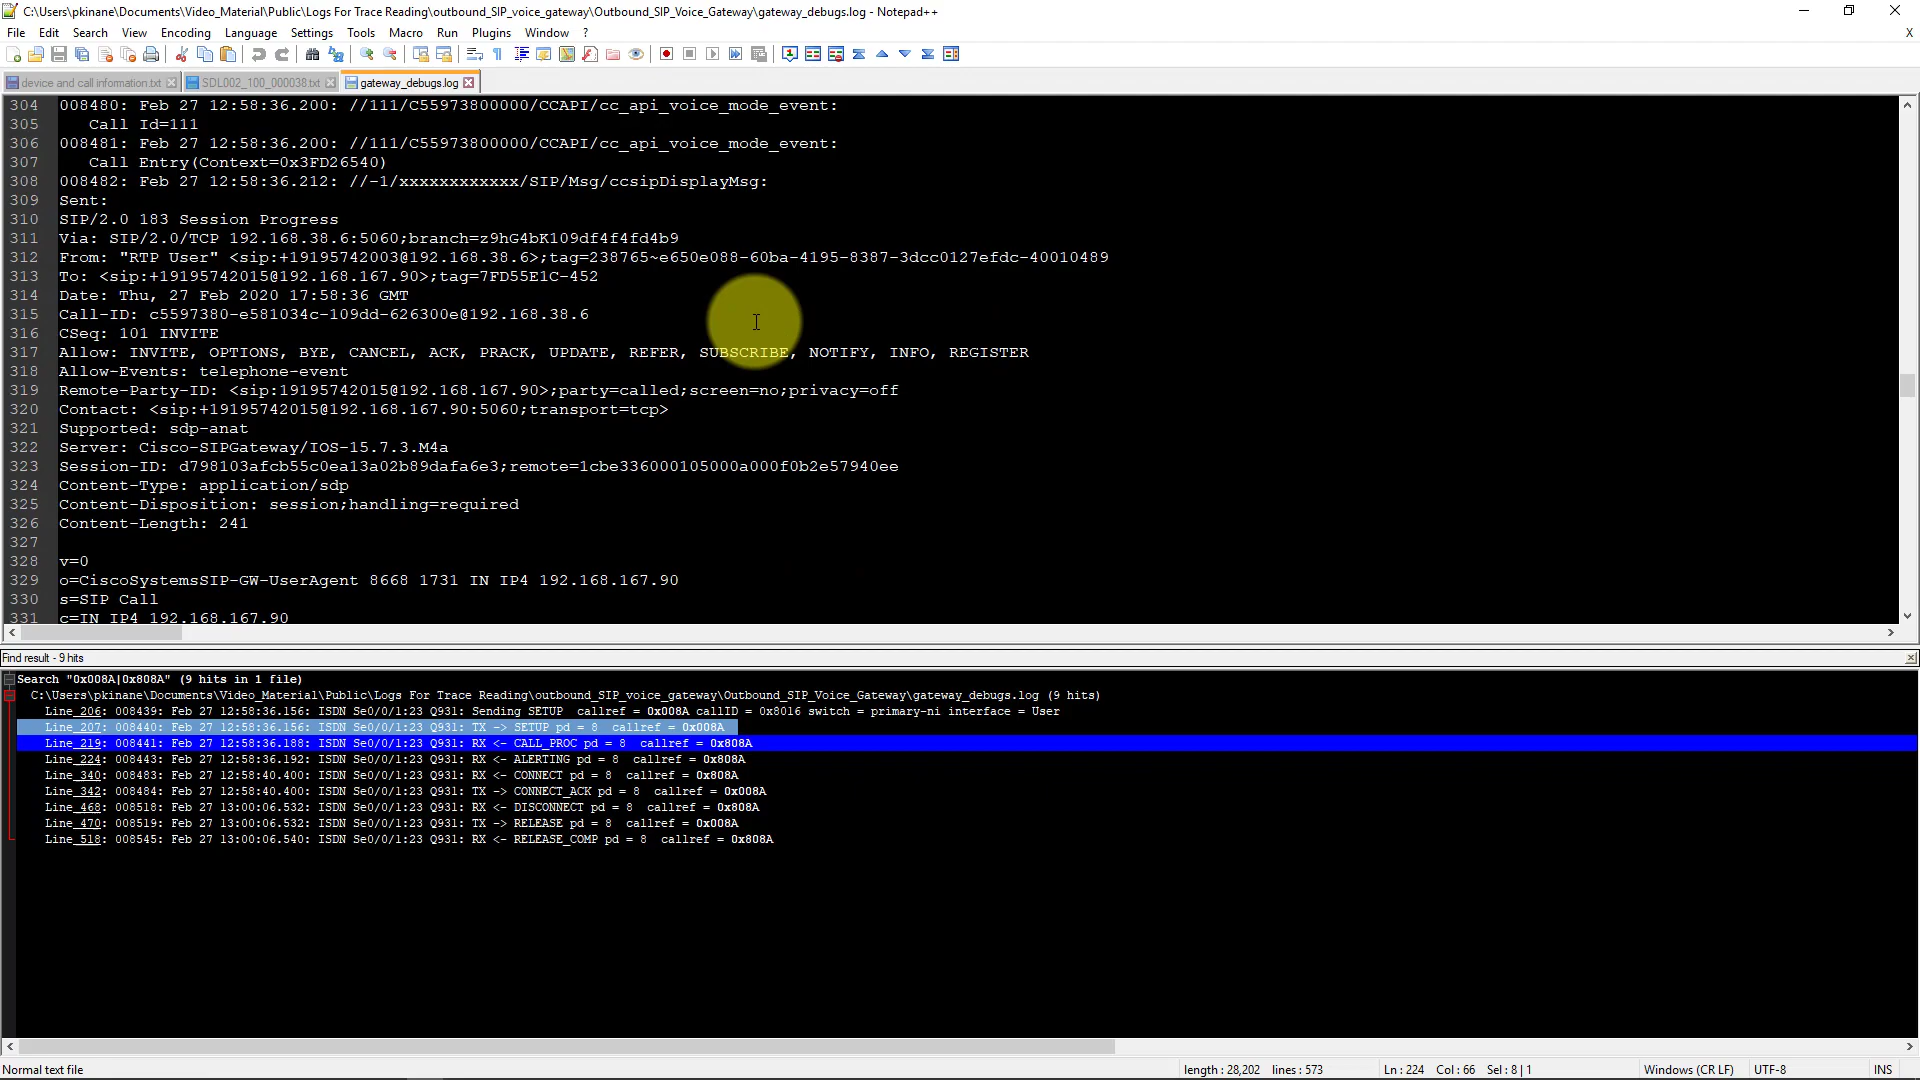 C:\Users\pkinane\Documents\Video_Material\Public\Logs For Trace Reading\outbound_SIP_voice_gateway\Outbound_SIP_Voice_Gateway\gateway_debugs.log - Notepad++
File Edit Search View Encoding Language Settings Tools Macro Run Plugins Window ? X
device and call information.txt SDL002_100_000038.txt gateway_debugs.log
304 008480: Feb 27 12:58:36.200: //111/C55973800000/CCAPI/cc_api_voice_mode_event:
305 Call Id=111
306 008481: Feb 27 12:58:36.200: //111/C55973800000/CCAPI/cc_api_voice_mode_event:
307 Call Entry(Context=0x3FD26540)
308 008482: Feb 27 12:58:36.212: //-1/xxxxxxxxxxxx/SIP/Msg/ccsipDisplayMsg:
309 Sent:
310 SIP/2.0 183 Session Progress
311 Via: SIP/2.0/TCP 192.168.38.6:5060;branch=z9hG4bK109df4f4fd4b9
312 From: "RTP User" <sip:+19195742003@192.168.38.6>;tag=238765~e650e088-60ba-4195-8387-3dcc0127efdc-40010489
313 To: <sip:+19195742015@192.168.167.90>;tag=7FD55E1C-452
314 Date: Thu, 27 Feb 2020 17:58:36 GMT
315 Call-ID: c5597380-e581034c-109dd-626300e@192.168.38.6
316 CSeq: 101 INVITE
317 Allow: INVITE, OPTIONS, BYE, CANCEL, ACK, PRACK, UPDATE, REFER, SUBSCRIBE, NOTIFY, INFO, REGISTER
318 Allow-Events: telephone-event
319 Remote-Party-ID: <sip:19195742015@192.168.167.90>;party=called;screen=no;privacy=off
320 Contact: <sip:+19195742015@192.168.167.90:5060;transport=tcp>
321 Supported: sdp-anat
322 Server: Cisco-SIPGateway/IOS-15.7.3.M4a
323 Session-ID: d798103afcb55c0ea13a02b89dafa6e3;remote=1cbe336000105000a000f0b2e57940ee
324 Content-Type: application/sdp
325 Content-Disposition: session;handling=required
326 Content-Length: 241
327
328 v=0
329 o=CiscoSystemsSIP-GW-UserAgent 8668 1731 IN IP4 192.168.167.90
330 s=SIP Call
331 c=IN IP4 192.168.167.90
Find result - 9 hits
Search "0x008A|0x808A" (9 hits in 1 file)
C:\Users\pkinane\Documents\Video_Material\Public\Logs For Trace Reading\outbound_SIP_voice_gateway\Outbound_SIP_Voice_Gateway\gateway_debugs.log (9 hits)
Line 206: 008439: Feb 27 12:58:36.156: ISDN Se0/0/1:23 Q931: Sending SETUP callref = 0x008A callID = 0x8016 switch = primary-ni interface = User
Line 207: 008440: Feb 27 12:58:36.156: ISDN Se0/0/1:23 Q931: TX -> SETUP pd = 8 callref = 0x008A
Line 219: 008441: Feb 27 12:58:36.188: ISDN Se0/0/1:23 Q931: RX <- CALL_PROC pd = 8 callref = 0x808A
Line 224: 008443: Feb 27 12:58:36.192: ISDN Se0/0/1:23 Q931: RX <- ALERTING pd = 8 callref = 0x808A
Line 340: 008483: Feb 27 12:58:40.400: ISDN Se0/0/1:23 Q931: RX <- CONNECT pd = 8 callref = 0x808A
Line 342: 008484: Feb 27 12:58:40.400: ISDN Se0/0/1:23 Q931: TX -> CONNECT_ACK pd = 8 callref = 0x008A
Line 468: 008518: Feb 27 13:00:06.532: ISDN Se0/0/1:23 Q931: RX <- DISCONNECT pd = 8 callref = 0x808A
Line 470: 008519: Feb 27 13:00:06.532: ISDN Se0/0/1:23 Q931: TX -> RELEASE pd = 8 callref = 0x008A
Line 518: 008545: Feb 27 13:00:06.540: ISDN Se0/0/1:23 Q931: RX <- RELEASE_COMP pd = 8 callref = 0x808A
Normal text file length : 28,202 lines : 573 Ln : 224 Col : 66 Sel : 8 | 1 Windows (CR LF) UTF-8 INS